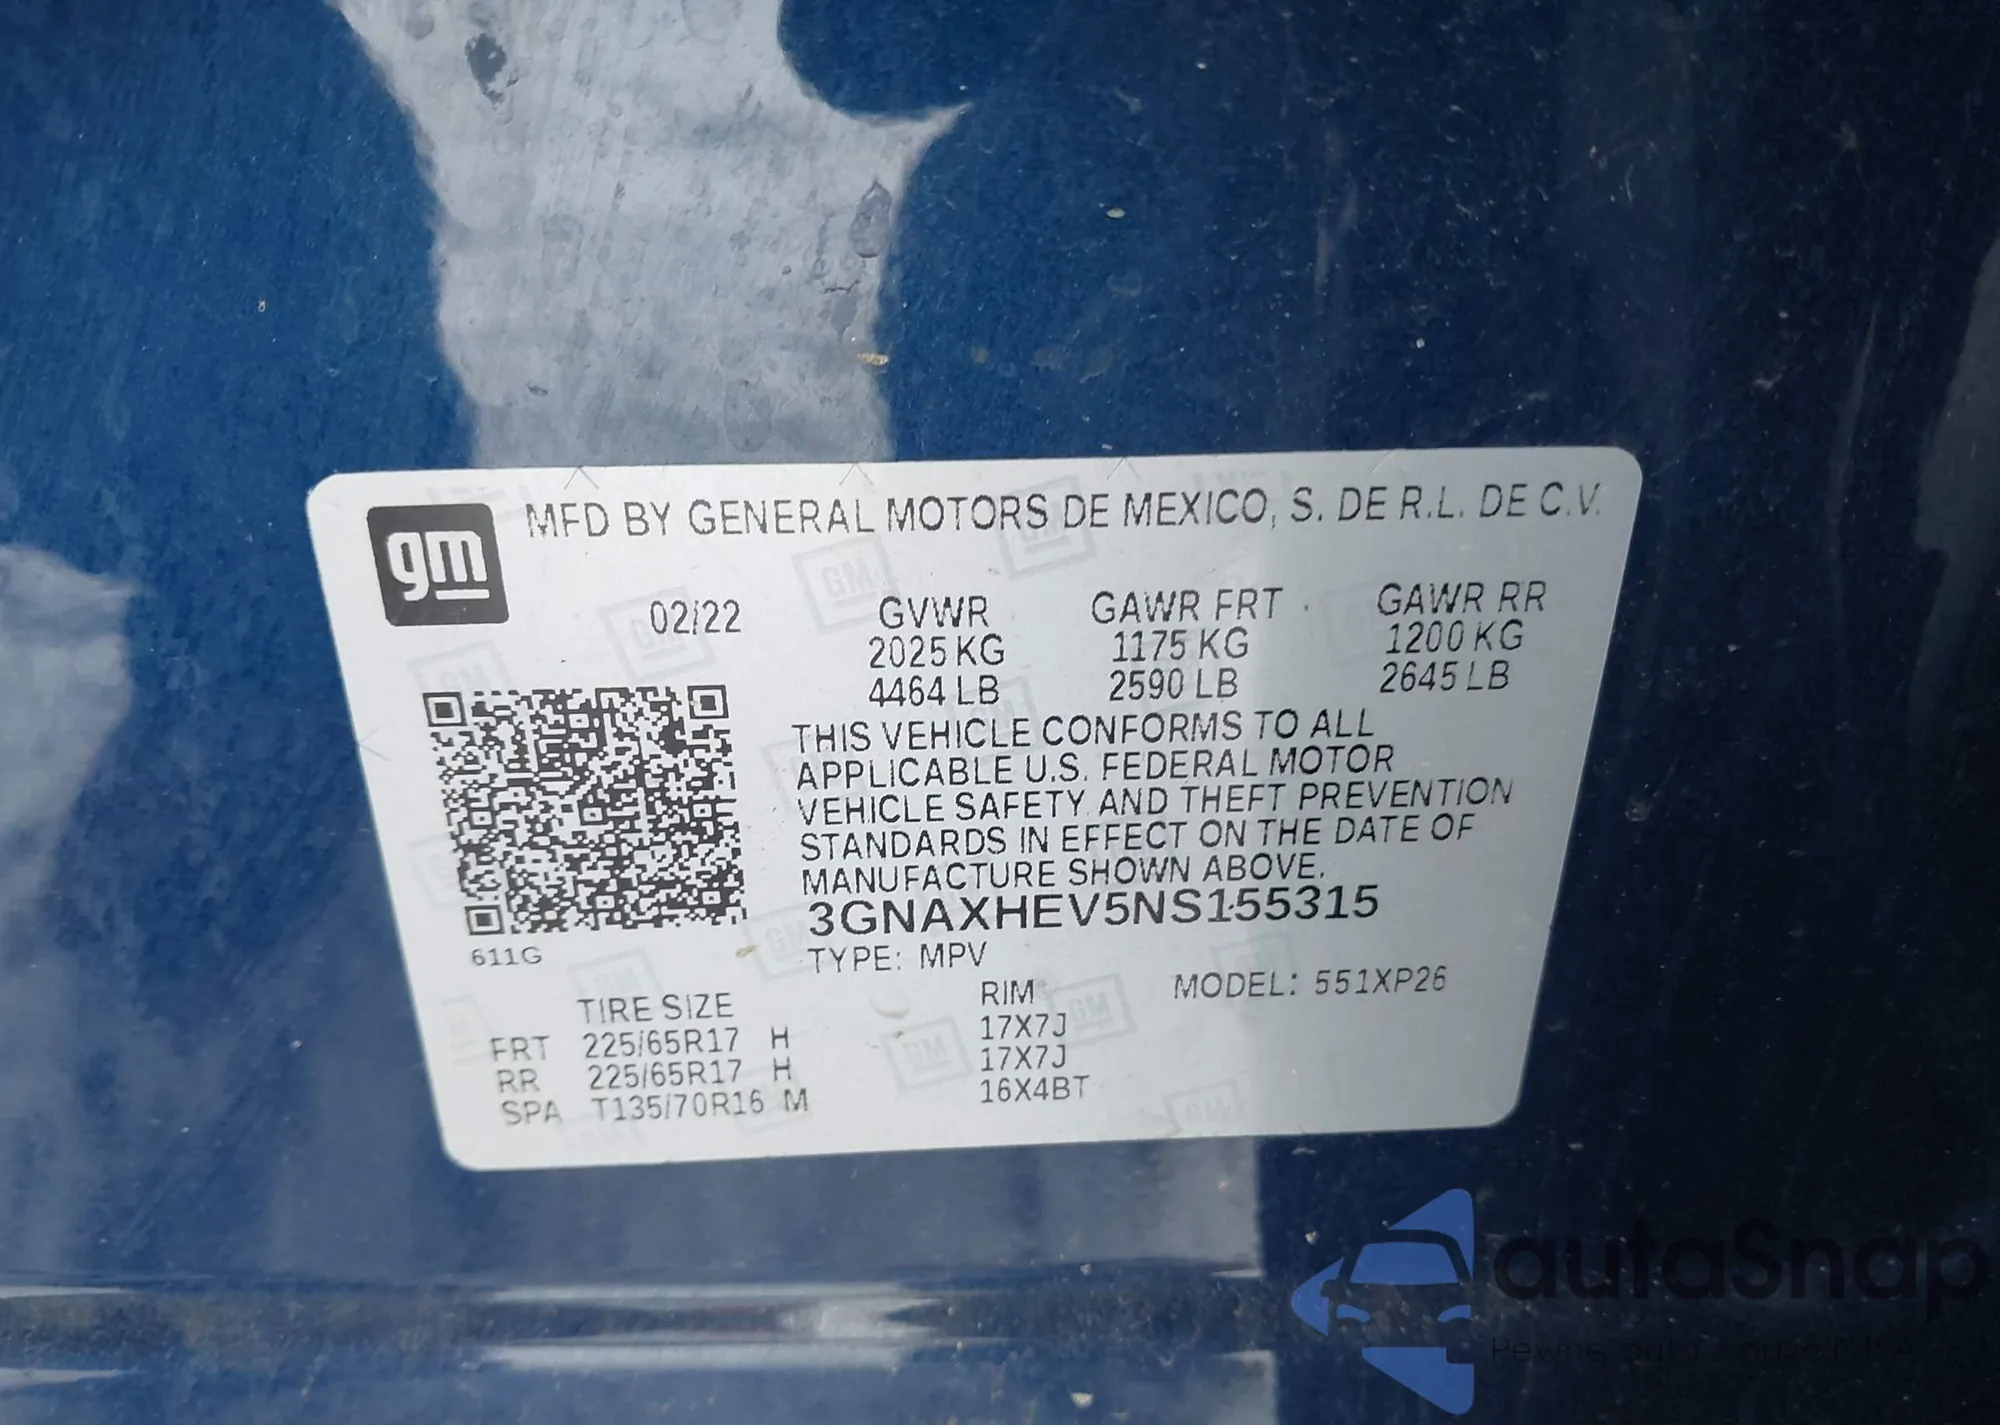 gm
MFD BY GENERAL MOTORS DE MEXICO, S. DE R.L. DE C.V.
02/22 GVWR GAWR FRT GAWR RR
2025 KG 1175 KG 1200 KG
4464 LB 2590 LB 2645 LB
THIS VEHICLE CONFORMS TO ALL
APPLICABLE U.S. FEDERAL MOTOR
VEHICLE SAFETY AND THEFT PREVENTION
STANDARDS IN EFFECT ON THE DATE OF
MANUFACTURE SHOWN ABOVE.
3GNAXHEV5NS155315
611G
TYPE: MPV
MODEL: 551XP26
TIRE SIZE RIM
FRT 225/65R17 H 17X7J
RR 225/65R17 H 17X7J
SPA T135/70R16 M 16X4BT
autaSnap
Pewne auto